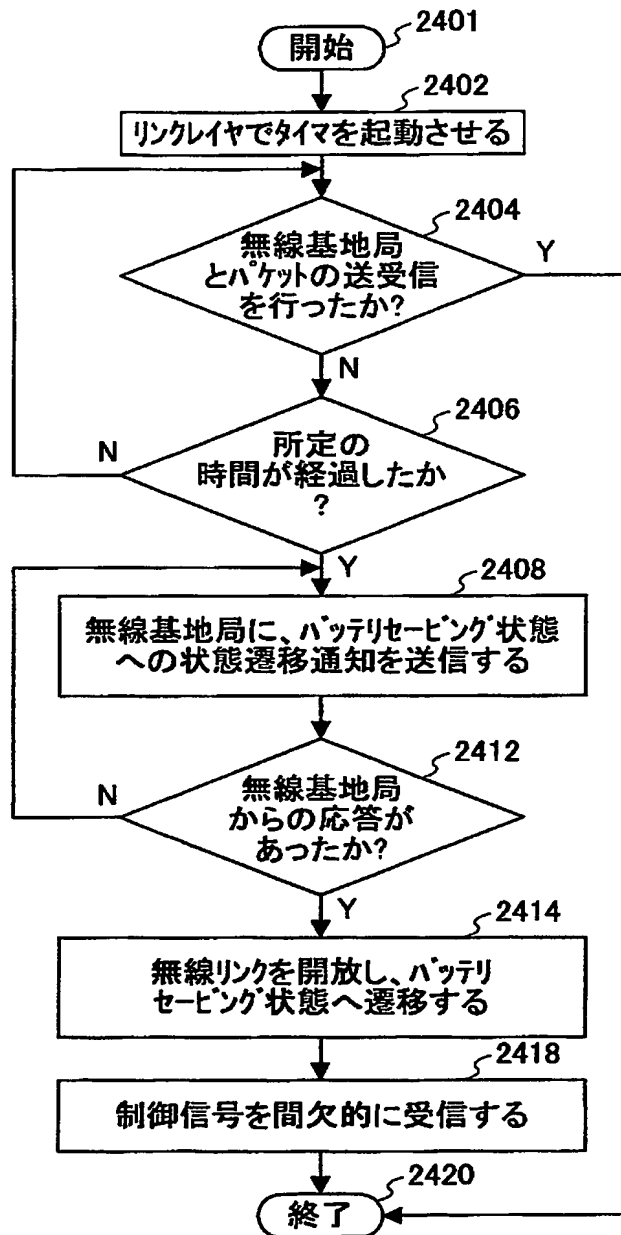 2401
開始
2402
リンクレイヤでタイマを起動させる
2404
無線基地局
とパケットの送受信
を行ったか?
Y
N
2406
所定の
時間が経過したか
?
N
Y
2408
無線基地局に、バッテリセービング状態
への状態遷移通知を送信する
2412
無線基地局
からの応答が
あったか?
N
Y
2414
無線リンクを開放し、バッテリ
セービング状態へ遷移する
2418
制御信号を間欠的に受信する
2420
終了